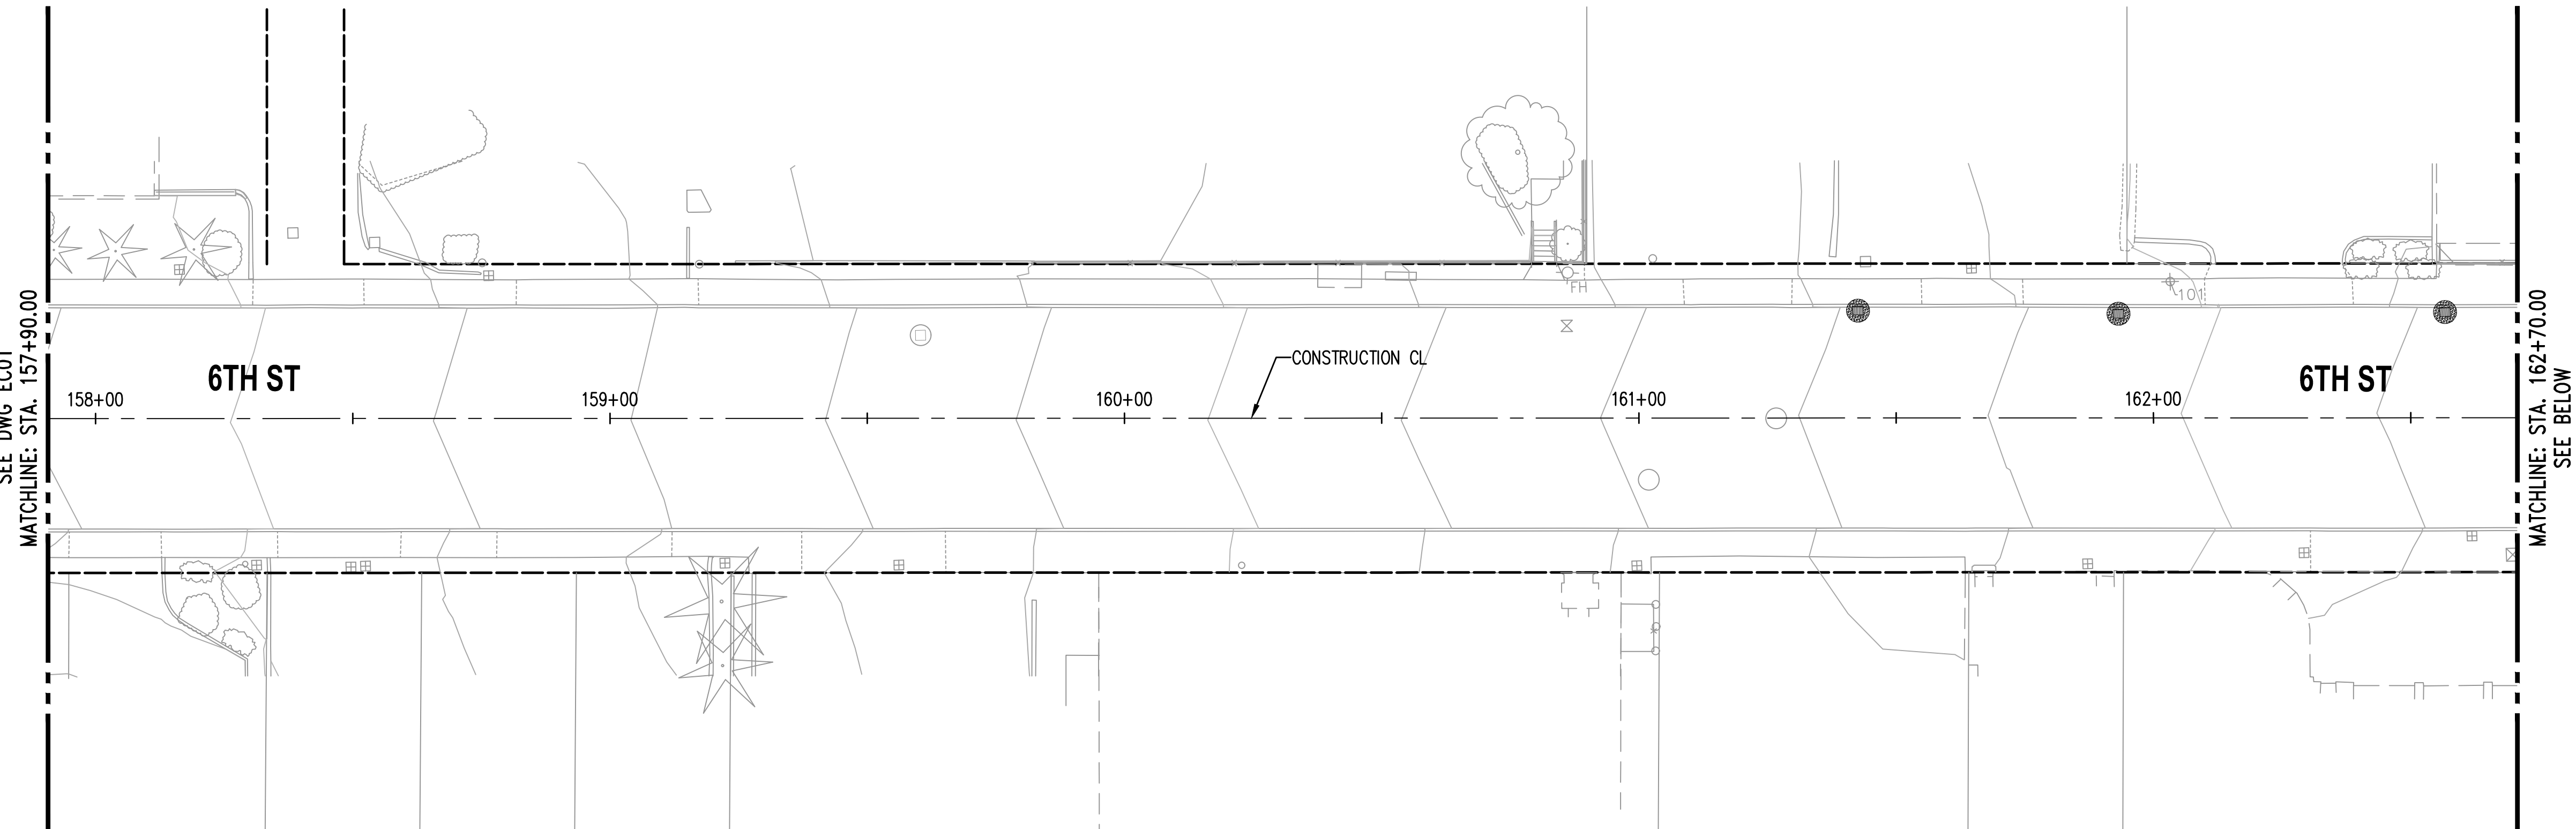 SEE DWG EC01
MATCHLINE: STA. 157+90.00
6TH ST
158+00
159+00
160+00
CONSTRUCTION CL
161+00
162+00
6TH ST
FH
101
MATCHLINE: STA. 162+70.00
SEE BELOW